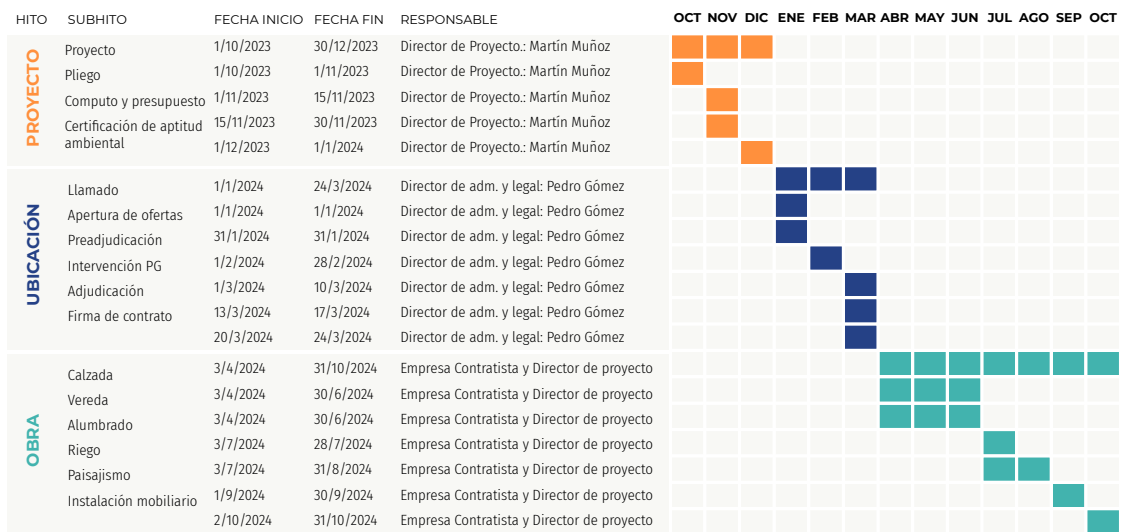 HITO SUBHITO FECHA INICIO FECHA FIN RESPONSABLE OCT NOV DIC ENE FEB MAR ABR MAY JUN JUL AGO SEP OCT
PROYECTO
Proyecto 1/10/2023 30/12/2023 Director de Proyecto.: Martín Muñoz
Pliego 1/10/2023 1/11/2023 Director de Proyecto.: Martín Muñoz
Computo y presupuesto 1/11/2023 15/11/2023 Director de Proyecto.: Martín Muñoz
Certificación de aptitud 15/11/2023 30/11/2023 Director de Proyecto.: Martín Muñoz
ambiental 1/12/2023 1/1/2024 Director de Proyecto.: Martín Muñoz
UBICACIÓN
Llamado 1/1/2024 24/3/2024 Director de adm. y legal: Pedro Gómez
Apertura de ofertas 1/1/2024 1/1/2024 Director de adm. y legal: Pedro Gómez
Preadjudicación 31/1/2024 31/1/2024 Director de adm. y legal: Pedro Gómez
Intervención PG 1/2/2024 28/2/2024 Director de adm. y legal: Pedro Gómez
Adjudicación 1/3/2024 10/3/2024 Director de adm. y legal: Pedro Gómez
Firma de contrato 13/3/2024 17/3/2024 Director de adm. y legal: Pedro Gómez
20/3/2024 24/3/2024 Director de adm. y legal: Pedro Gómez
OBRA
Calzada 3/4/2024 31/10/2024 Empresa Contratista y Director de proyecto
Vereda 3/4/2024 30/6/2024 Empresa Contratista y Director de proyecto
Alumbrado 3/4/2024 30/6/2024 Empresa Contratista y Director de proyecto
Riego 3/7/2024 28/7/2024 Empresa Contratista y Director de proyecto
Paisajismo 3/7/2024 31/8/2024 Empresa Contratista y Director de proyecto
Instalación mobiliario 1/9/2024 30/9/2024 Empresa Contratista y Director de proyecto
2/10/2024 31/10/2024 Empresa Contratista y Director de proyecto